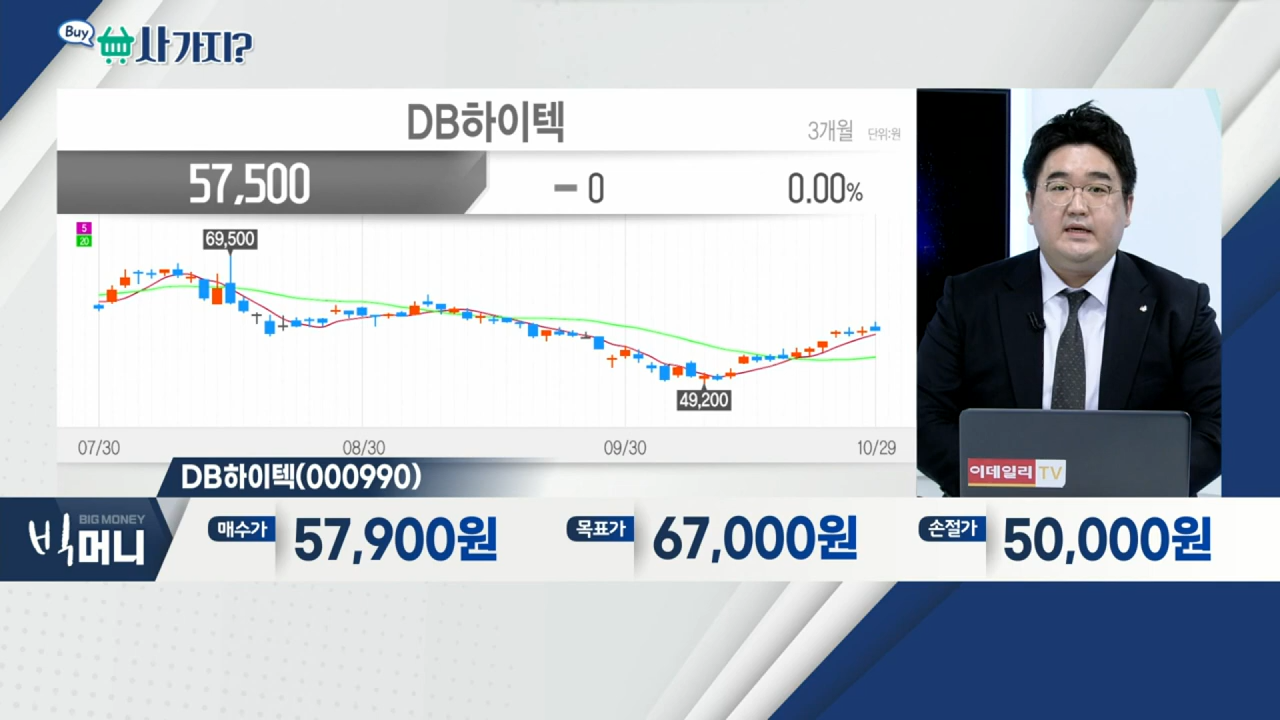 Buy 사가지?
DB하이텍
3개월 단위:원
57,500 0 0.00%
5
20
69,500
49,200
07/30 08/30 09/30 10/29
이데일리 TV
DB하이텍(000990)
BIG MONEY
빅머니
매수가 57,900원 목표가 67,000원 손절가 50,000원